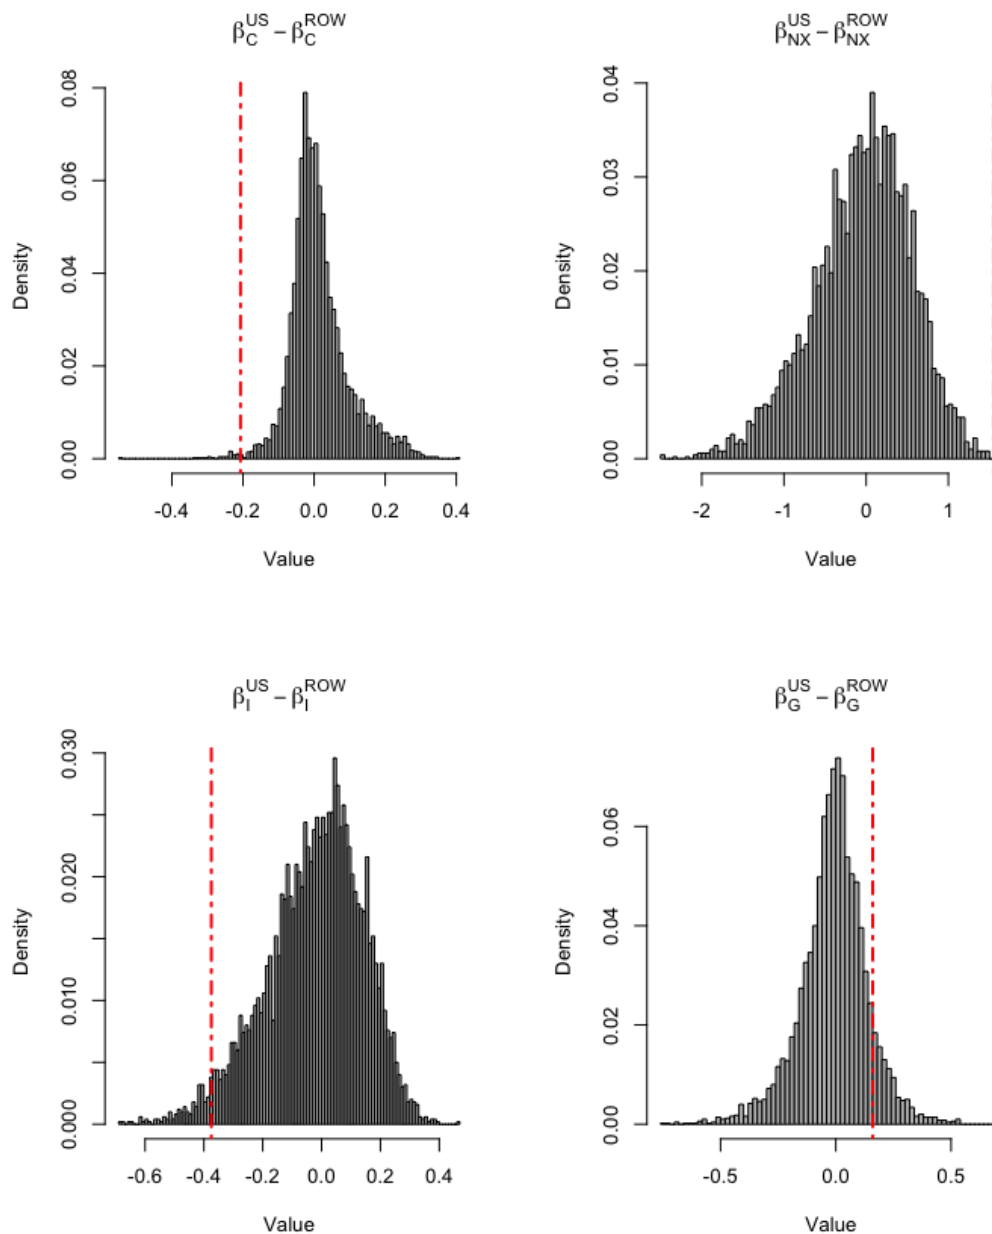 β_C^US − β_C^ROW
Density
0.00 0.02 0.04 0.06 0.08
-0.4 -0.2 0.0 0.2 0.4
Value
β_NX^US − β_NX^ROW
Density
0.00 0.01 0.02 0.03 0.04
-2 -1 0 1
Value
β_I^US − β_I^ROW
Density
0.000 0.010 0.020 0.030
-0.6 -0.4 -0.2 0.0 0.2 0.4
Value
β_G^US − β_G^ROW
Density
0.00 0.02 0.04 0.06
-0.5 0.0 0.5
Value